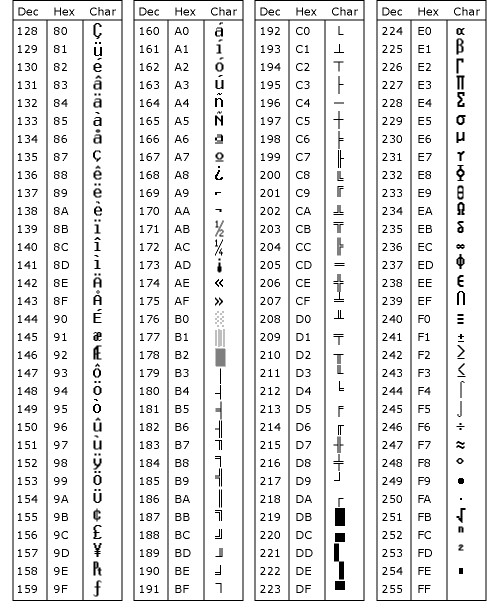 Dec Hex Char
128 80 Ç
129 81 ü
130 82 é
131 83 â
132 84 ä
133 85 à
134 86 å
135 87 ç
136 88 ê
137 89 ë
138 8A è
139 8B ï
140 8C î
141 8D ì
142 8E Ä
143 8F Å
144 90 É
145 91 æ
146 92 Æ
147 93 ô
148 94 ö
149 95 ò
150 96 û
151 97 ù
152 98 ÿ
153 99 Ö
154 9A Ü
155 9B ¢
156 9C £
157 9D ¥
158 9E ₧
159 9F ƒ
Dec Hex Char
160 A0 á
161 A1 í
162 A2 ó
163 A3 ú
164 A4 ñ
165 A5 Ñ
166 A6 ª
167 A7 º
168 A8 ¿
169 A9 ⌐
170 AA ¬
171 AB ½
172 AC ¼
173 AD ¡
174 AE «
175 AF »
176 B0 ░
177 B1 ▒
178 B2 ▓
179 B3 │
180 B4 ┤
181 B5 ╡
182 B6 ╢
183 B7 ╖
184 B8 ╕
185 B9 ╣
186 BA ║
187 BB ╗
188 BC ╝
189 BD ╜
190 BE ╛
191 BF ┐
Dec Hex Char
192 C0 └
193 C1 ┴
194 C2 ┬
195 C3 ├
196 C4 ─
197 C5 ┼
198 C6 ╞
199 C7 ╟
200 C8 ╚
201 C9 ╔
202 CA ╩
203 CB ╦
204 CC ╠
205 CD ═
206 CE ╬
207 CF ╧
208 D0 ╨
209 D1 ╤
210 D2 ╥
211 D3 ╙
212 D4 ╘
213 D5 ╒
214 D6 ╓
215 D7 ╫
216 D8 ╪
217 D9 ┘
218 DA ┌
219 DB █
220 DC ▄
221 DD ▌
222 DE ▐
223 DF ▀
Dec Hex Char
224 E0 α
225 E1 β
226 E2 Γ
227 E3 Π
228 E4 Σ
229 E5 σ
230 E6 μ
231 E7 ϒ
232 E8 Φ
233 E9 θ
234 EA Ω
235 EB δ
236 EC ∞
237 ED ϕ
238 EE ∈
239 EF ∩
240 F0 ≡
241 F1 ±
242 F2 ≥
243 F3 ≤
244 F4 ⌠
245 F5 ⌡
246 F6 ÷
247 F7 ≈
248 F8 °
249 F9 •
250 FA ·
251 FB √
252 FC ⁿ
253 FD ²
254 FE ■
255 FF